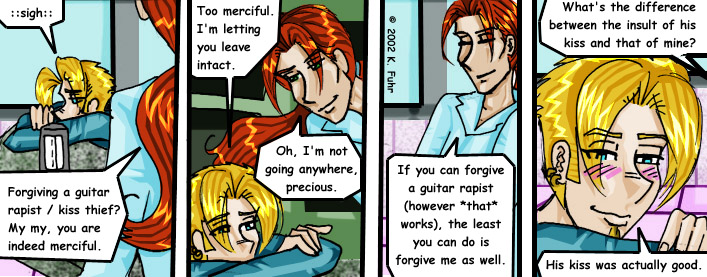 ::sigh::
Forgiving a guitar
rapist / kiss thief?
My my, you are
indeed merciful.
Too merciful.
I'm letting
you leave
intact.
Oh, I'm not
going anywhere,
precious.
© 2002 K. Fuhr
If you can forgive
a guitar rapist
(however *that*
works), the least
you can do is
forgive me as well.
What's the difference
between the insult of his
kiss and that of mine?
His kiss was actually good.